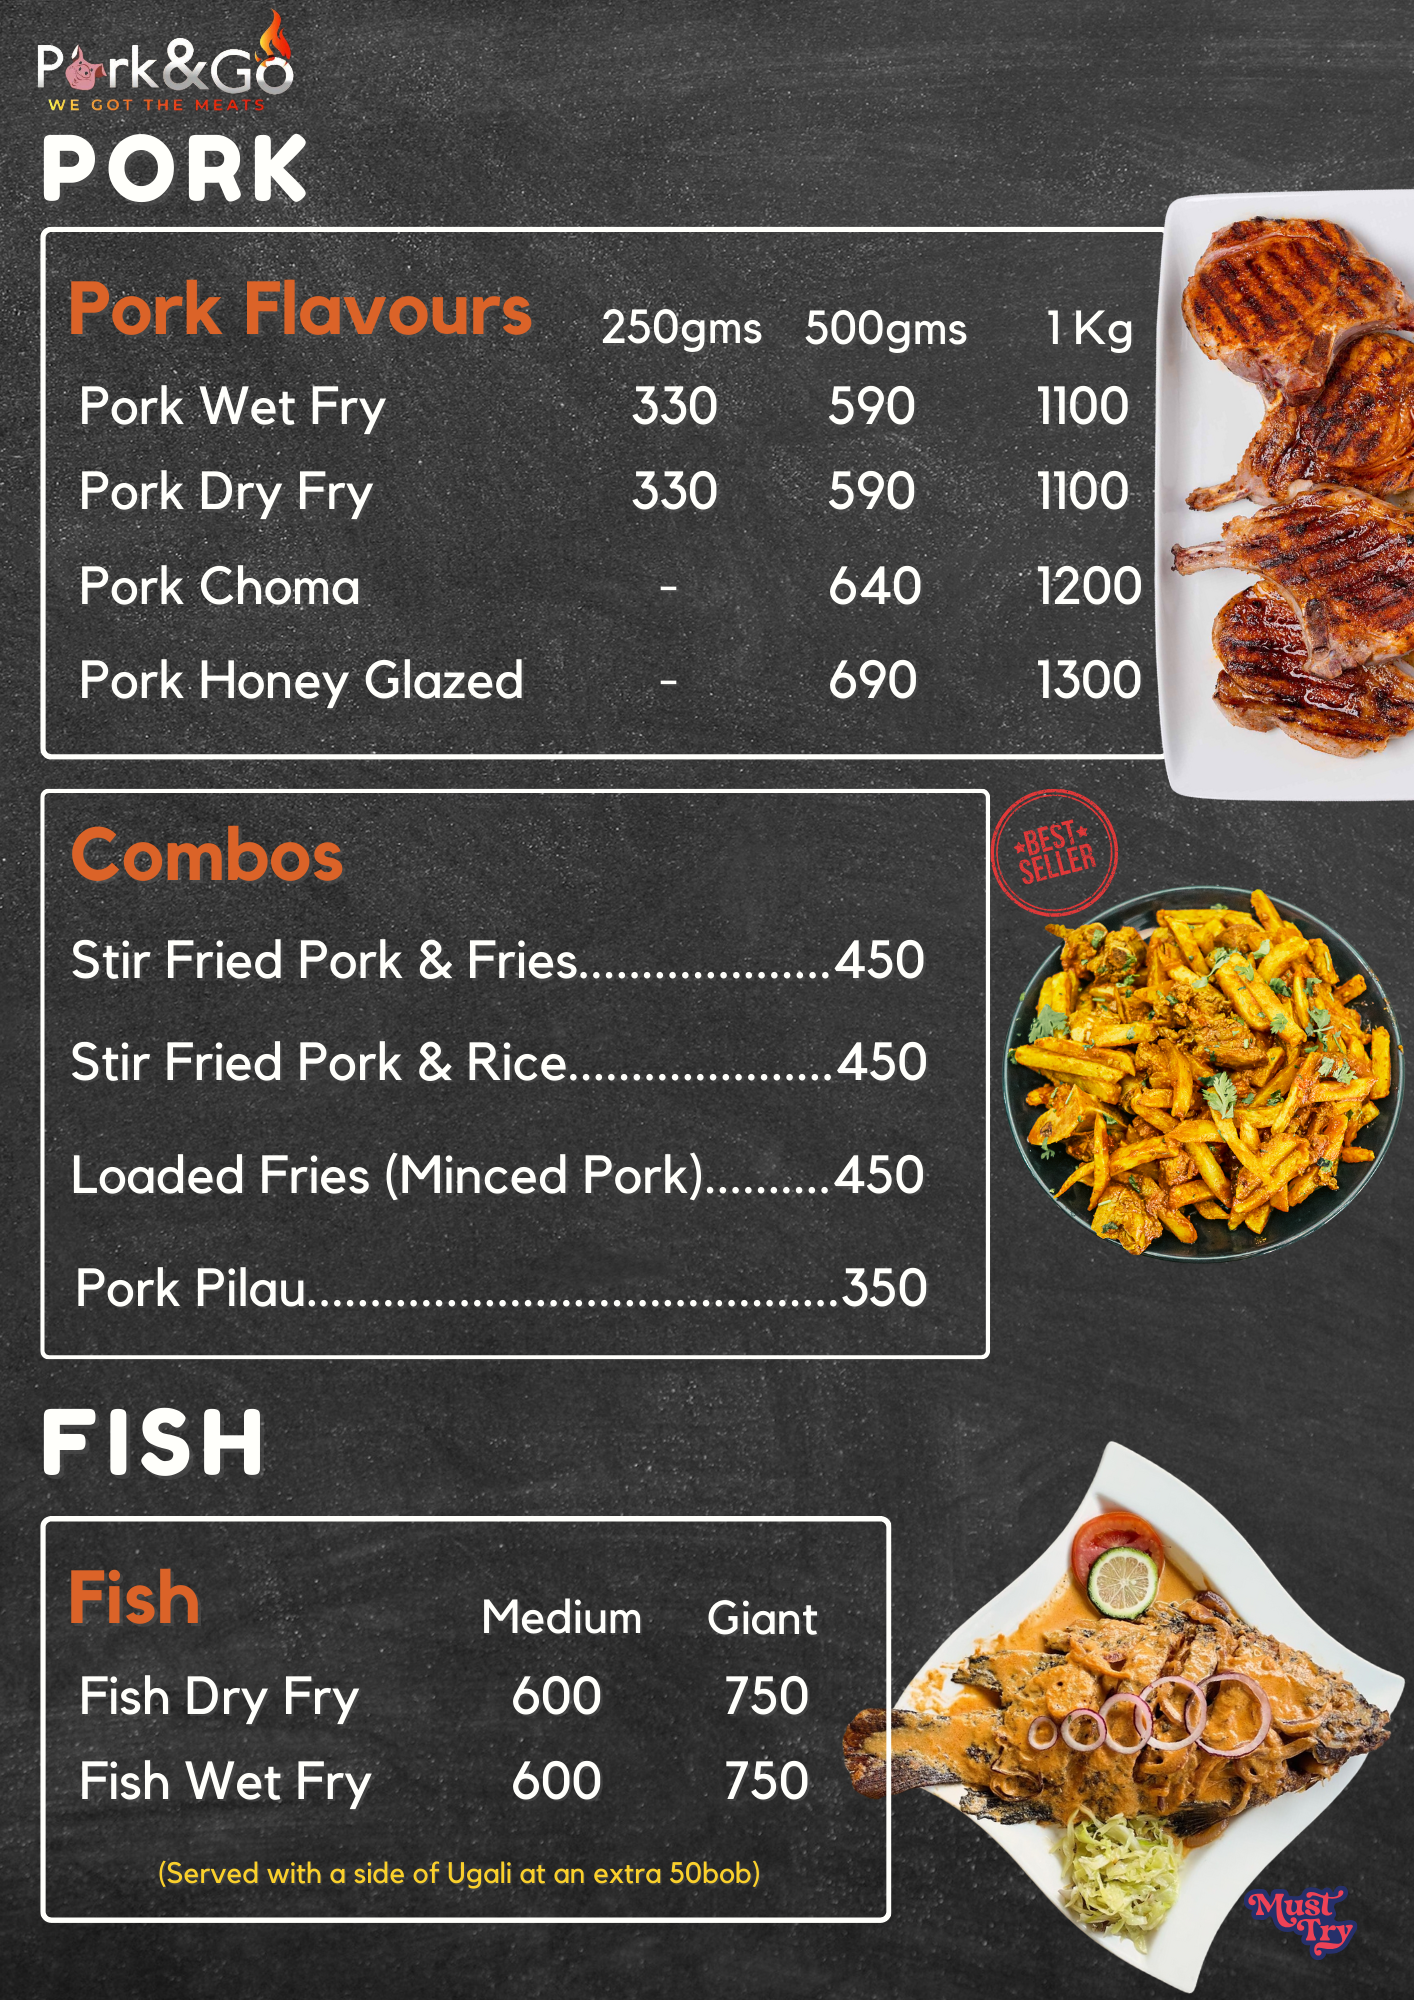 Pork&Go
WE GOT THE MEATS
PORK
Pork Flavours 250gms 500gms 1 Kg
Pork Wet Fry 330 590 1100
Pork Dry Fry 330 590 1100
Pork Choma - 640 1200
Pork Honey Glazed - 690 1300
BEST
SELLER
Combos
Stir Fried Pork & Fries....................450
Stir Fried Pork & Rice.....................450
Loaded Fries (Minced Pork)..........450
Pork Pilau..........................................350
FISH
Fish Medium Giant
Fish Dry Fry 600 750
Fish Wet Fry 600 750
(Served with a side of Ugali at an extra 50bob)
Must
Try